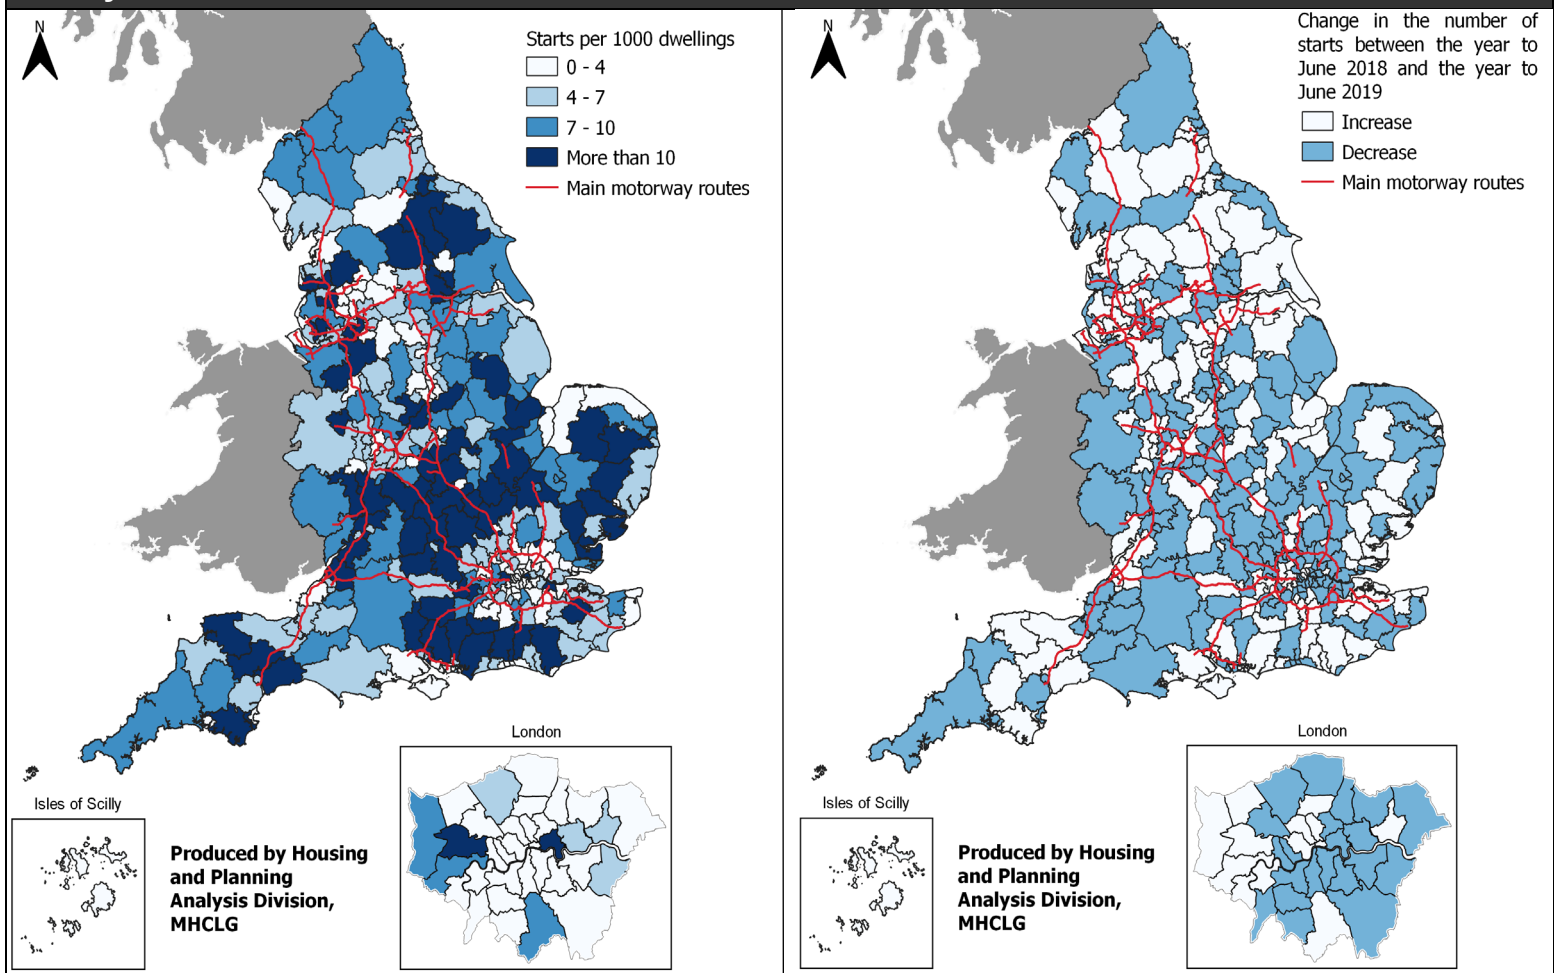 N
Starts per 1000 dwellings
0 - 4
4 - 7
7 - 10
More than 10
Main motorway routes
London
Isles of Scilly
Produced by Housing
and Planning
Analysis Division,
MHCLG
N
Change in the number of
starts between the year to
June 2018 and the year to
June 2019
Increase
Decrease
Main motorway routes
London
Isles of Scilly
Produced by Housing
and Planning
Analysis Division,
MHCLG